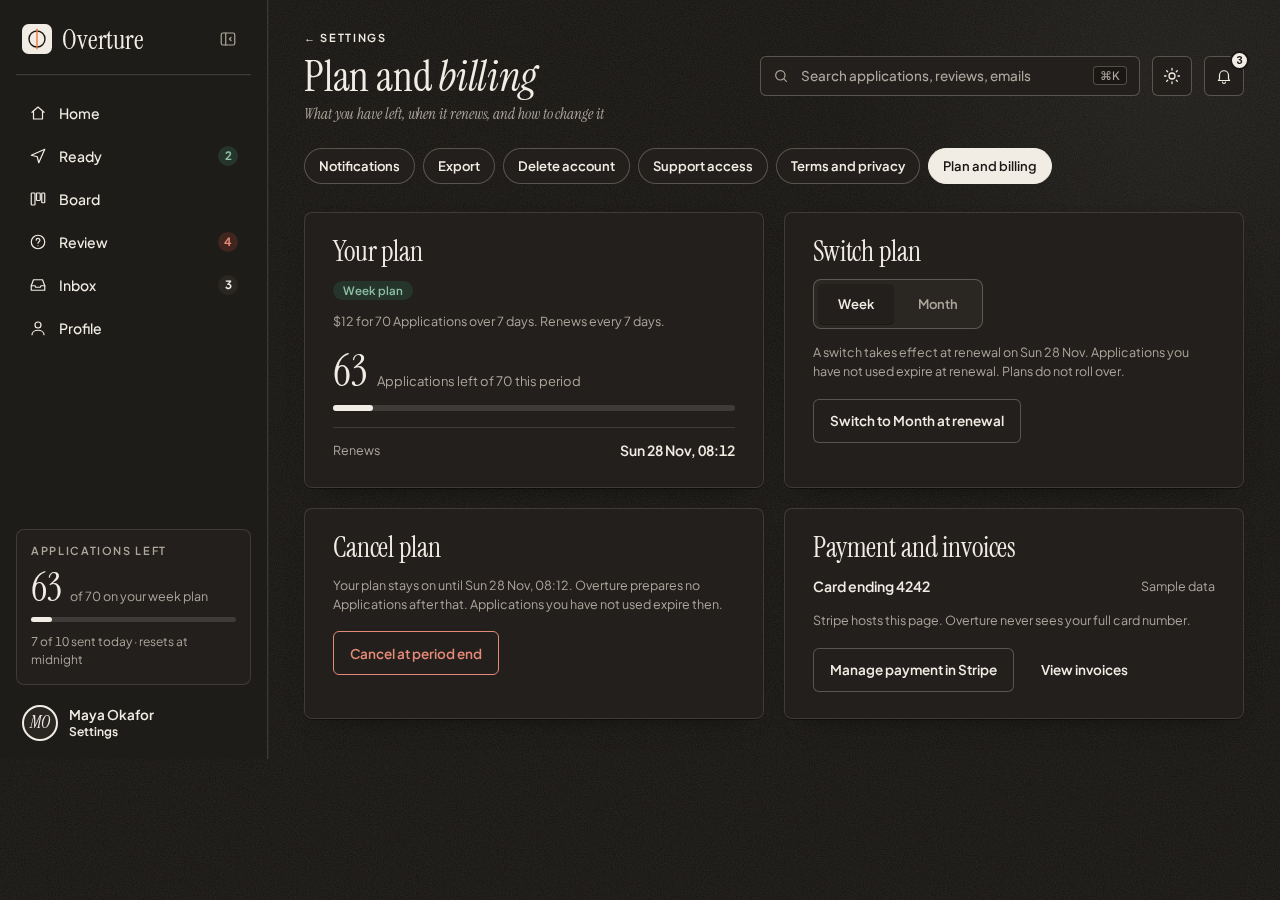 Overture
Home
Ready 2
Board
Review 4
Inbox 3
Profile
APPLICATIONS LEFT
63 of 70 on your week plan
7 of 10 sent today · resets at
midnight
MO
Maya Okafor
Settings
← SETTINGS
Plan and billing
What you have left, when it renews, and how to change it
Search applications, reviews, emails ⌘K
3
Notifications Export Delete account Support access Terms and privacy Plan and billing
Your plan
Week plan
$12 for 70 Applications over 7 days. Renews every 7 days.
63 Applications left of 70 this period
Renews Sun 28 Nov, 08:12
Switch plan
Week Month
A switch takes effect at renewal on Sun 28 Nov. Applications you
have not used expire at renewal. Plans do not roll over.
Switch to Month at renewal
Cancel plan
Your plan stays on until Sun 28 Nov, 08:12. Overture prepares no
Applications after that. Applications you have not used expire then.
Cancel at period end
Payment and invoices
Card ending 4242 Sample data
Stripe hosts this page. Overture never sees your full card number.
Manage payment in Stripe View invoices